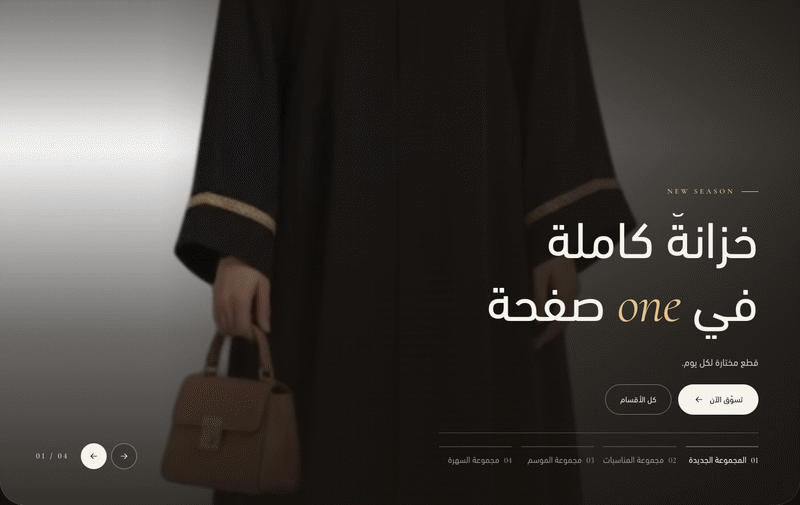 NEW SEASON
خزانةٌ كاملة
في one صفحة
قطع مختارة لكل يوم.
تسوّق الآن ←
كل الأقسام
01 المجموعة الجديدة
02 مجموعة المناسبات
03 مجموعة الموسم
04 مجموعة السهرة
01 / 04